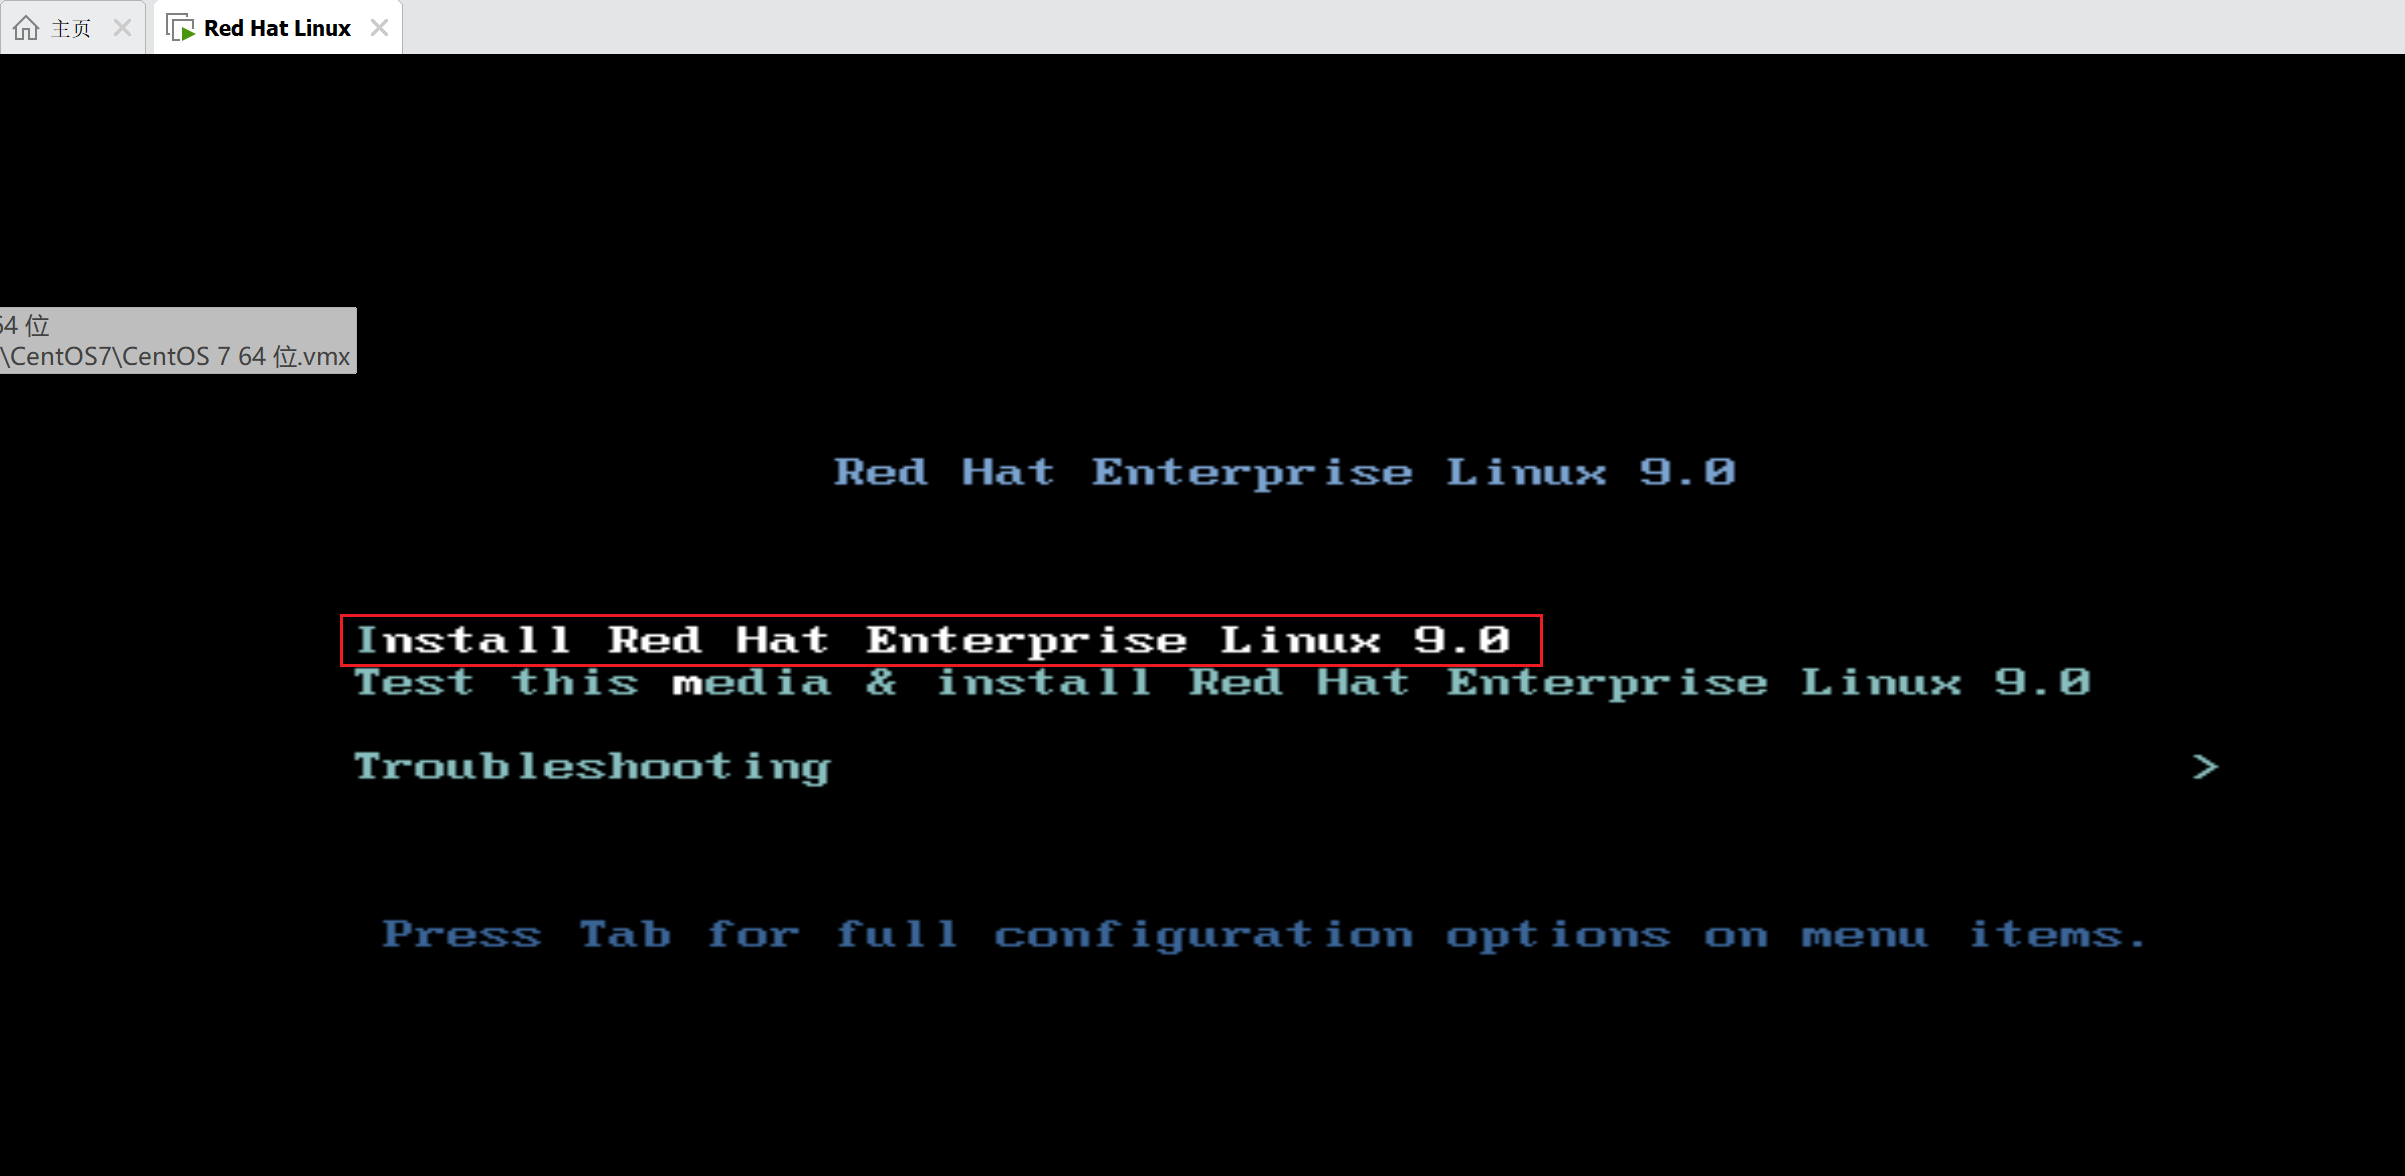 主页
Red Hat Linux
64 位
\CentOS7\CentOS 7 64 位.vmx
Red Hat Enterprise Linux 9.0
Install Red Hat Enterprise Linux 9.0
Test this media & install Red Hat Enterprise Linux 9.0
Troubleshooting >
Press Tab for full configuration options on menu items.